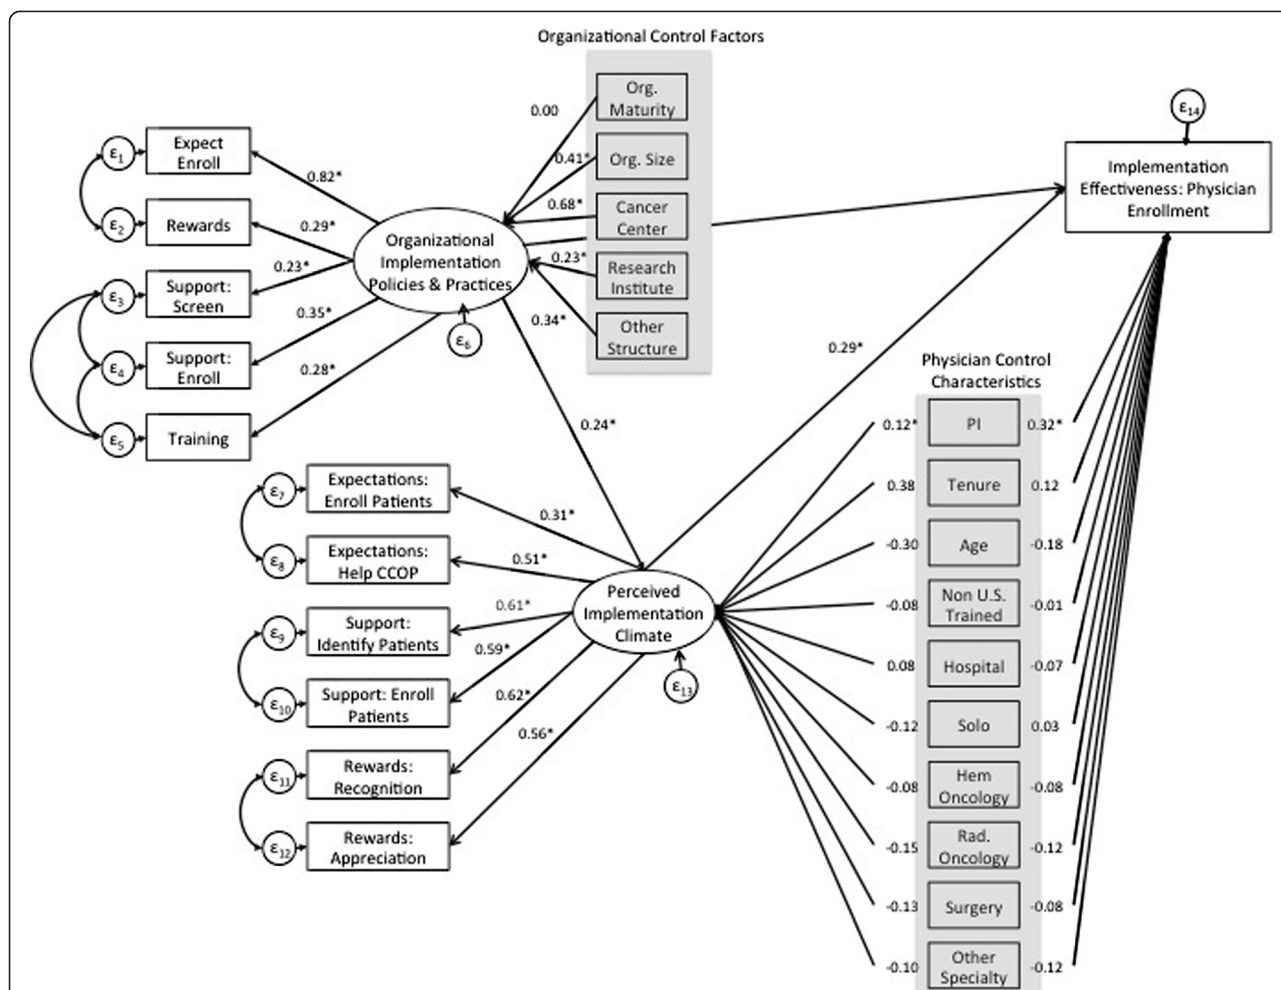 Organizational Control Factors
Org.
Maturity
0.00
Org. Size
0.41*
Cancer
Center
0.68*
Research
Institute
0.23*
Other
Structure
0.34*
ε14
Implementation
Effectiveness: Physician
Enrollment
ε1
Expect
Enroll
0.82*
ε2
Rewards
0.29*
ε3
Support:
Screen
0.23*
ε4
Support:
Enroll
0.35*
ε5
Training
0.28*
Organizational
Implementation
Policies & Practices
ε6
0.24*
0.29*
ε7
Expectations:
Enroll Patients
0.31*
ε8
Expectations:
Help CCOP
0.51*
ε9
Support:
Identify Patients
0.61*
ε10
Support: Enroll
Patients
0.59*
ε11
Rewards:
Recognition
0.62*
ε12
Rewards:
Appreciation
0.56*
Perceived
Implementation
Climate
ε13
Physician Control
Characteristics
0.12*
PI
0.32*
0.38
Tenure
0.12
-0.30
Age
-0.18
-0.08
Non U.S.
Trained
-0.01
0.08
Hospital
-0.07
-0.12
Solo
0.03
-0.08
Hem
Oncology
-0.08
-0.15
Rad.
Oncology
-0.12
-0.13
Surgery
-0.08
-0.10
Other
Specialty
-0.12